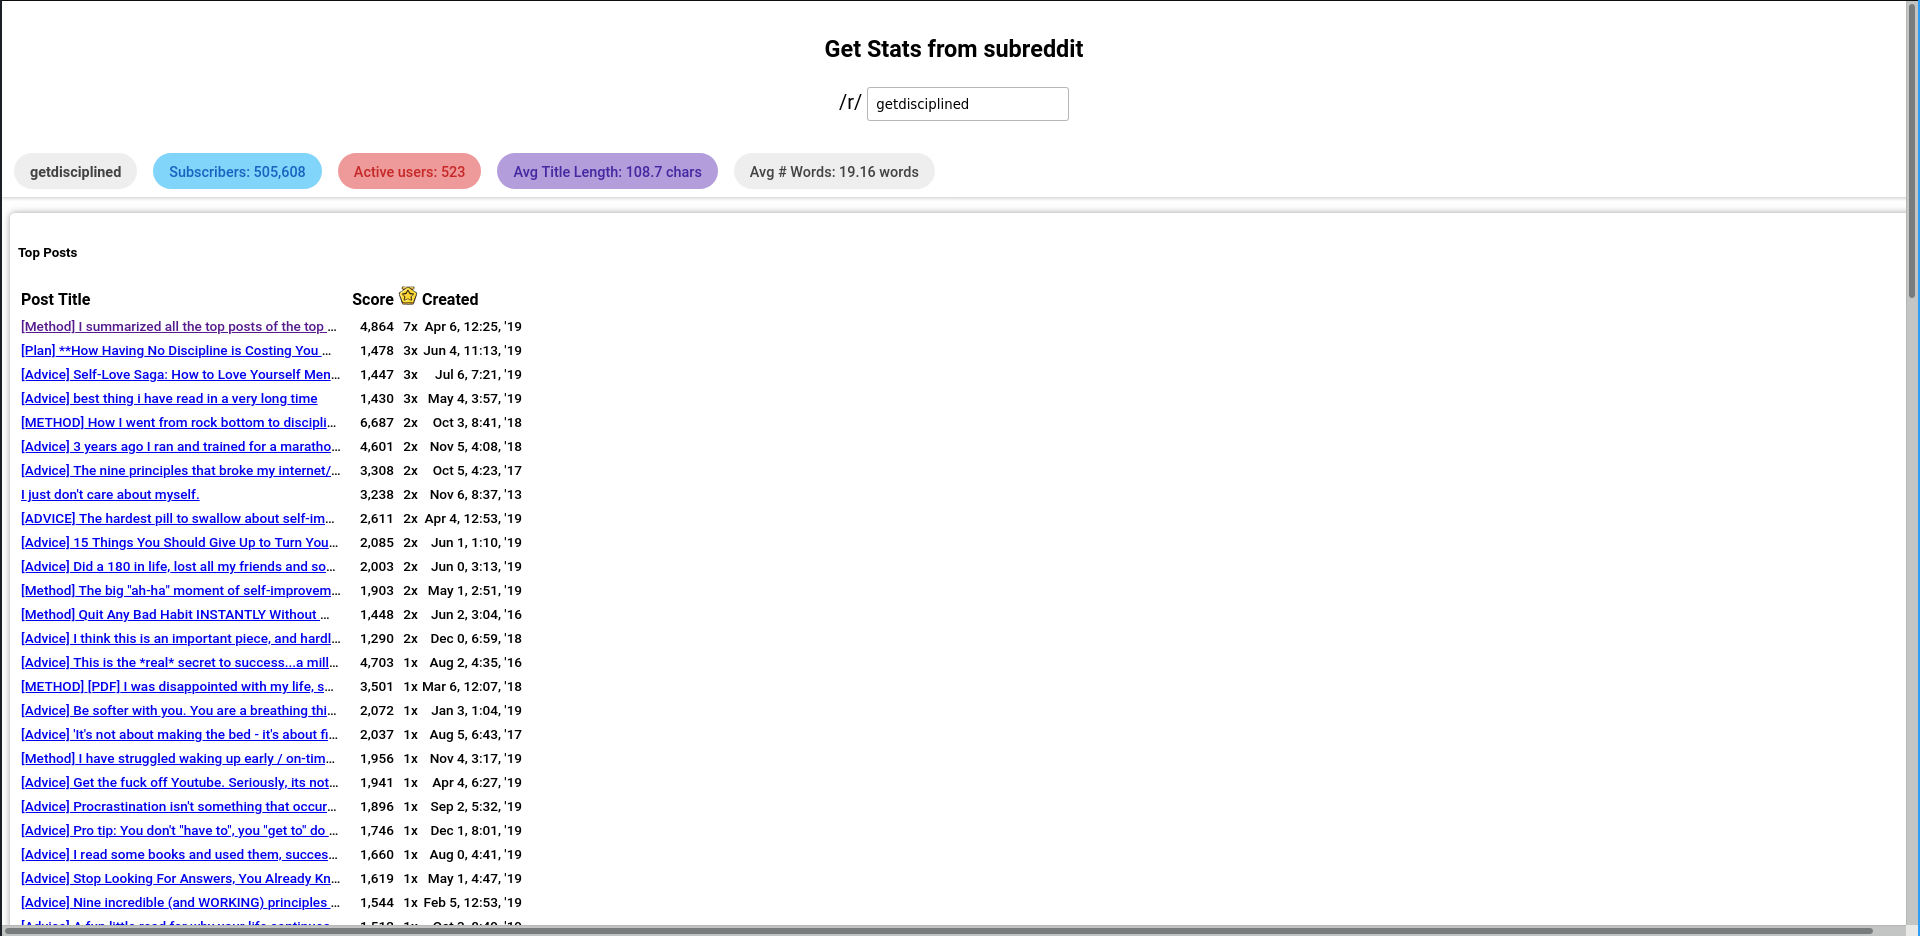 Get Stats from subreddit
/r/ getdisciplined
getdisciplined Subscribers: 505,608 Active users: 523 Avg Title Length: 108.7 chars Avg # Words: 19.16 words
Top Posts
Post Title Score Created
[Method] I summarized all the top posts of the top ... 4,864 7x Apr 6, 12:25, '19
[Plan] **How Having No Discipline is Costing You ... 1,478 3x Jun 4, 11:13, '19
[Advice] Self-Love Saga: How to Love Yourself Men... 1,447 3x Jul 6, 7:21, '19
[Advice] best thing i have read in a very long time 1,430 3x May 4, 3:57, '19
[METHOD] How I went from rock bottom to discipli... 6,687 2x Oct 3, 8:41, '18
[Advice] 3 years ago I ran and trained for a maratho... 4,601 2x Nov 5, 4:08, '18
[Advice] The nine principles that broke my internet/... 3,308 2x Oct 5, 4:23, '17
I just don't care about myself. 3,238 2x Nov 6, 8:37, '13
[ADVICE] The hardest pill to swallow about self-im... 2,611 2x Apr 4, 12:53, '19
[Advice] 15 Things You Should Give Up to Turn You... 2,085 2x Jun 1, 1:10, '19
[Advice] Did a 180 in life, lost all my friends and so... 2,003 2x Jun 0, 3:13, '19
[Method] The big "ah-ha" moment of self-improvem... 1,903 2x May 1, 2:51, '19
[Method] Quit Any Bad Habit INSTANTLY Without ... 1,448 2x Jun 2, 3:04, '16
[Advice] I think this is an important piece, and hardl... 1,290 2x Dec 0, 6:59, '18
[Advice] This is the *real* secret to success...a mill... 4,703 1x Aug 2, 4:35, '16
[METHOD] [PDF] I was disappointed with my life, s... 3,501 1x Mar 6, 12:07, '18
[Advice] Be softer with you. You are a breathing thi... 2,072 1x Jan 3, 1:04, '19
[Advice] 'It's not about making the bed - it's about fi... 2,037 1x Aug 5, 6:43, '17
[Method] I have struggled waking up early / on-tim... 1,956 1x Nov 4, 3:17, '19
[Advice] Get the fuck off Youtube. Seriously, its not... 1,941 1x Apr 4, 6:27, '19
[Advice] Procrastination isn't something that occur... 1,896 1x Sep 2, 5:32, '19
[Advice] Pro tip: You don't "have to", you "get to" do ... 1,746 1x Dec 1, 8:01, '19
[Advice] I read some books and used them, succes... 1,660 1x Aug 0, 4:41, '19
[Advice] Stop Looking For Answers, You Already Kn... 1,619 1x May 1, 4:47, '19
[Advice] Nine incredible (and WORKING) principles ... 1,544 1x Feb 5, 12:53, '19